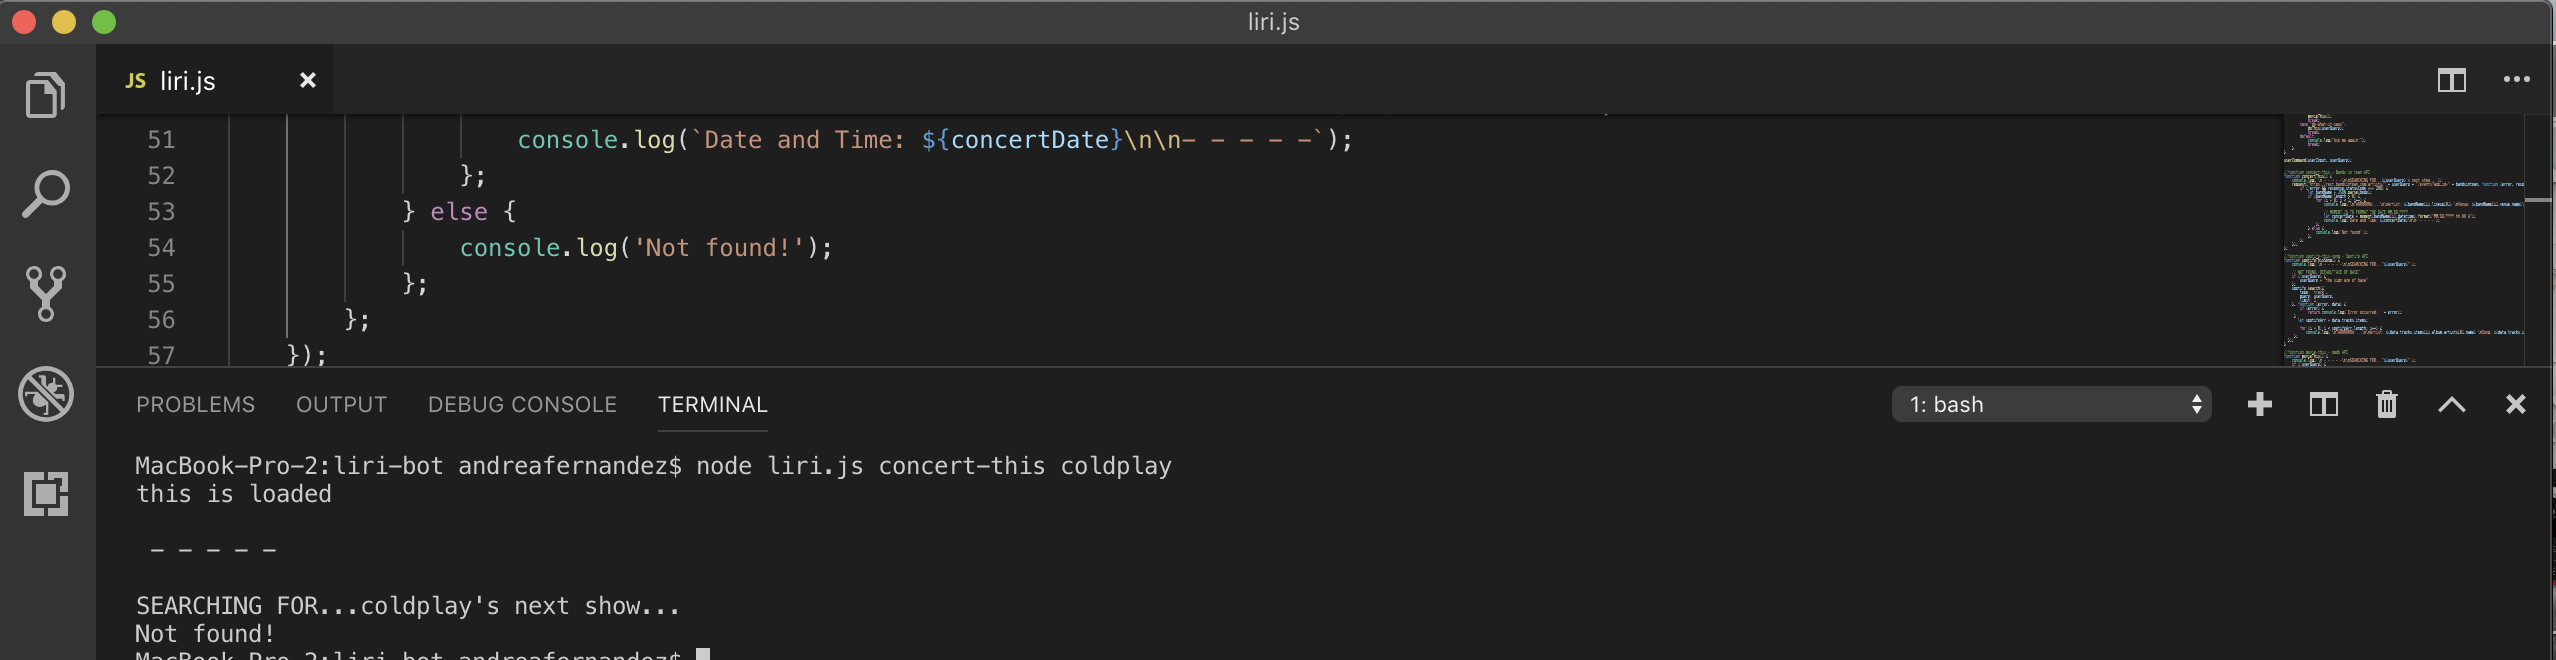 liri.js
JS liri.js
51 console.log(`Date and Time: ${concertDate}\n\n- - - - -`);
52 };
53 } else {
54 console.log('Not found!');
55 };
56 };
57 });
PROBLEMS OUTPUT DEBUG CONSOLE TERMINAL 1: bash
MacBook-Pro-2:liri-bot andreafernandez$ node liri.js concert-this coldplay
this is loaded
- - - - -
SEARCHING FOR...coldplay's next show...
Not found!
MacBook-Pro-2:liri-bot andreafernandez$